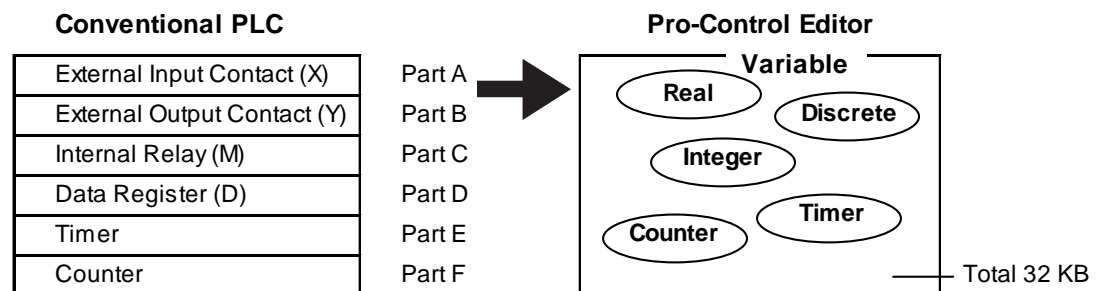 Conventional PLC
Pro-Control Editor
External Input Contact (X)
Part A
External Output Contact (Y)
Part B
Internal Relay (M)
Part C
Data Register (D)
Part D
Timer
Part E
Counter
Part F
Variable
Real
Discrete
Integer
Timer
Counter
Total 32 KB